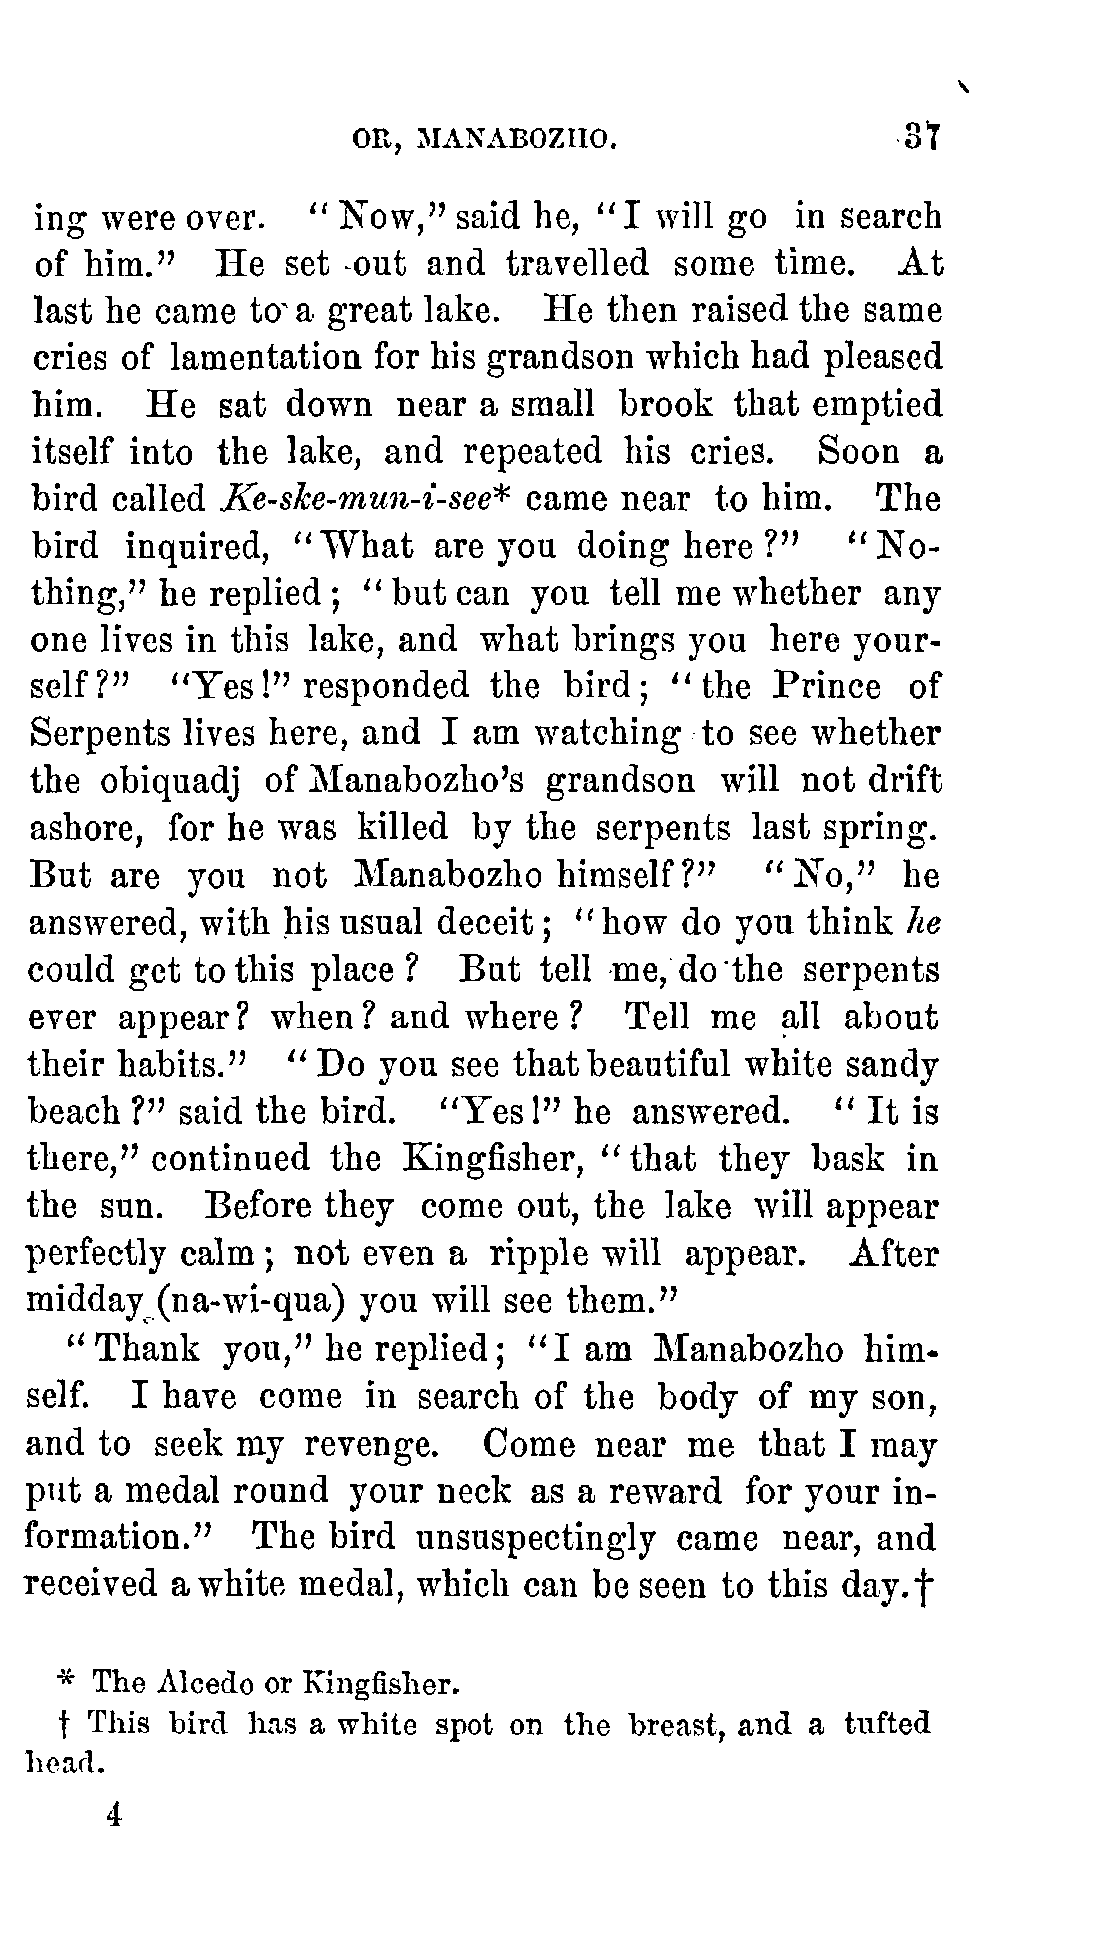 OR, MANABOZHO. 37
ing were over. "Now," said he, "I will go in search
of him." He set out and travelled some time. At
last he came to a great lake. He then raised the same
cries of lamentation for his grandson which had pleased
him. He sat down near a small brook that emptied
itself into the lake, and repeated his cries. Soon a
bird called Ke-ske-mun-i-see* came near to him. The
bird inquired, "What are you doing here?" "No-
thing," he replied; "but can you tell me whether any
one lives in this lake, and what brings you here your-
self?" "Yes!" responded the bird; "the Prince of
Serpents lives here, and I am watching to see whether
the obiquadj of Manabozho's grandson will not drift
ashore, for he was killed by the serpents last spring.
But are you not Manabozho himself?" "No," he
answered, with his usual deceit; "how do you think he
could get to this place? But tell me, do the serpents
ever appear? when? and where? Tell me all about
their habits." "Do you see that beautiful white sandy
beach?" said the bird. "Yes!" he answered. "It is
there," continued the Kingfisher, "that they bask in
the sun. Before they come out, the lake will appear
perfectly calm; not even a ripple will appear. After
midday (na-wi-qua) you will see them."
"Thank you," he replied; "I am Manabozho him-
self. I have come in search of the body of my son,
and to seek my revenge. Come near me that I may
put a medal round your neck as a reward for your in-
formation." The bird unsuspectingly came near, and
received a white medal, which can be seen to this day.†
* The Alcedo or Kingfisher.
† This bird has a white spot on the breast, and a tufted
head.
4